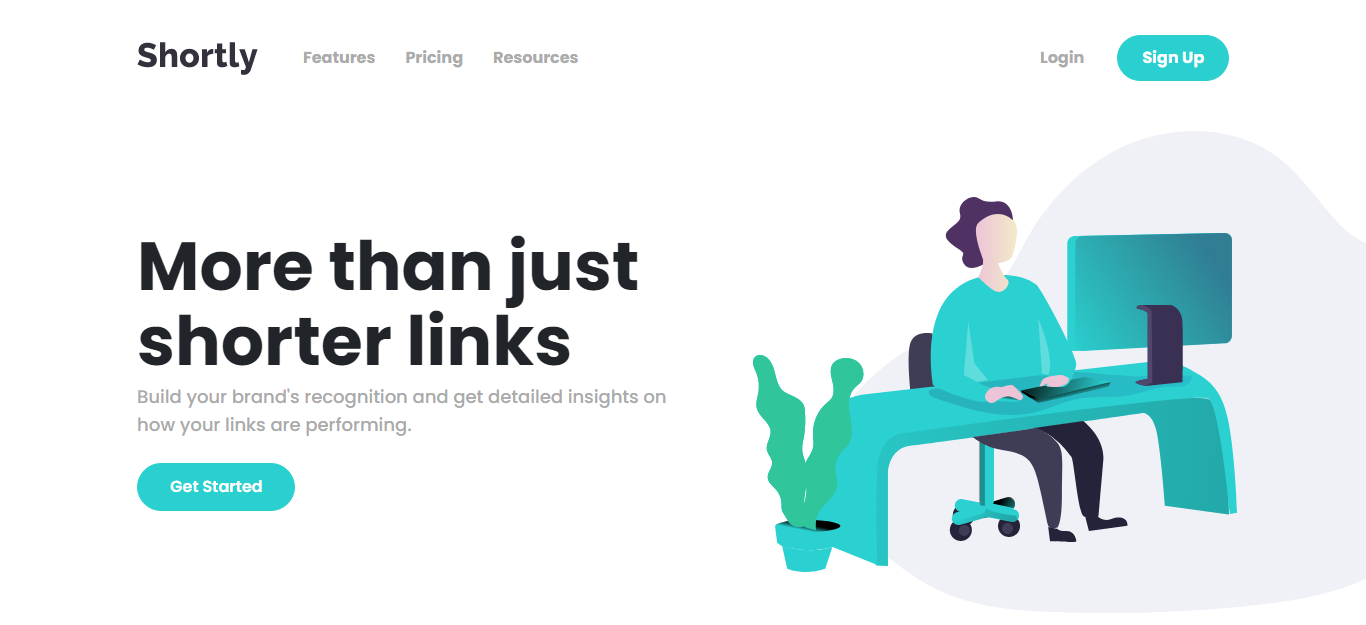 Shortly Features Pricing Resources Login Sign Up
More than just
shorter links
Build your brand's recognition and get detailed insights on
how your links are performing.
Get Started